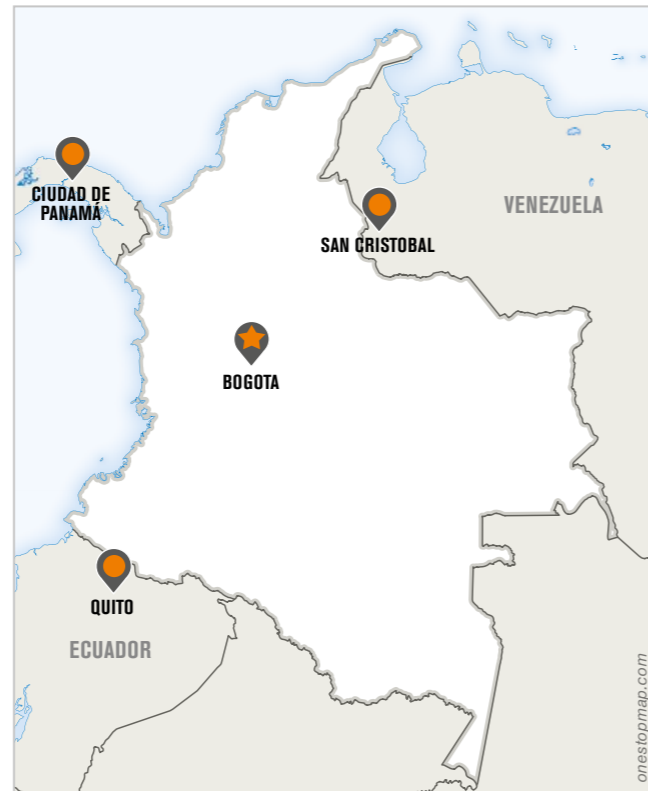 CIUDAD DE
PANAMÁ
VENEZUELA
SAN CRISTOBAL
BOGOTA
QUITO
ECUADOR
onestopmap.com